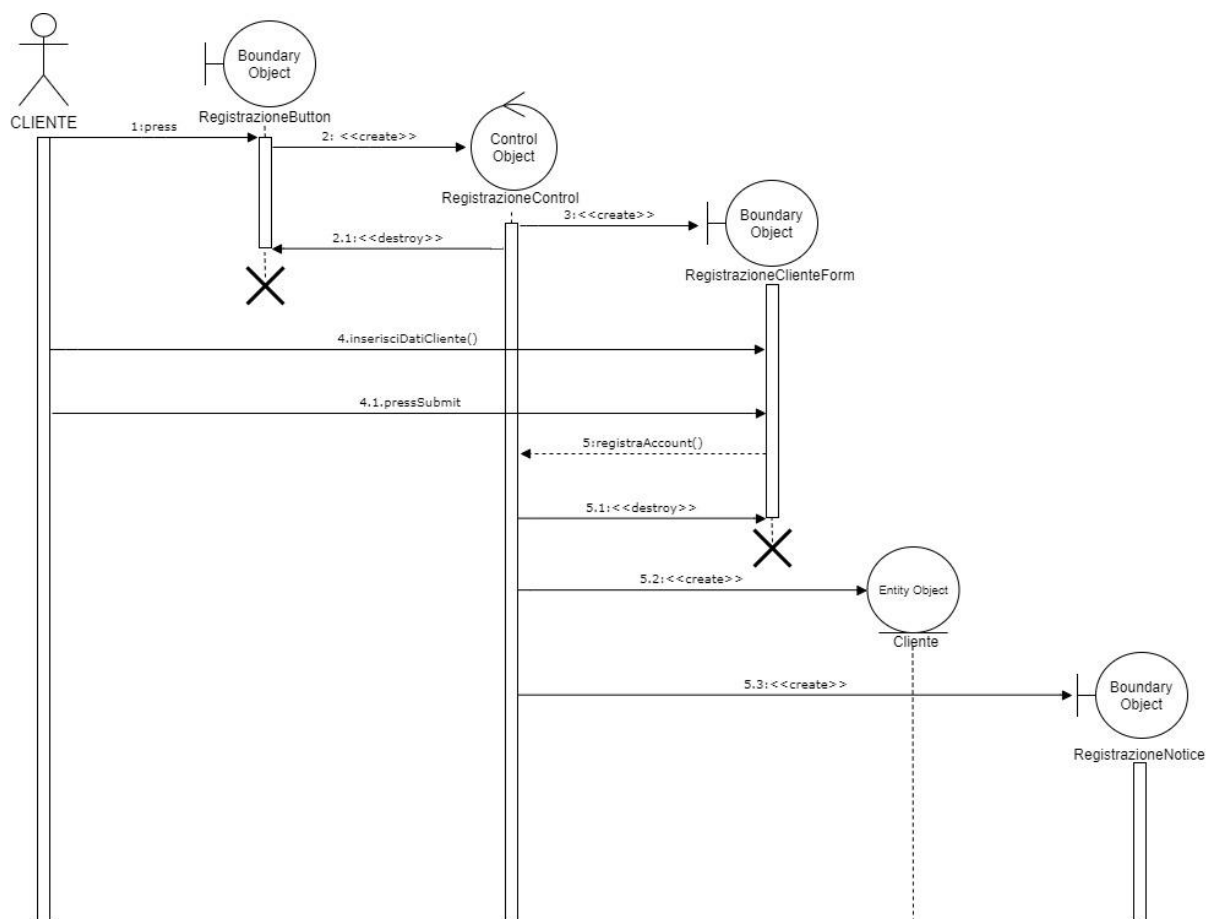 Boundary
Object
RegistrazioneButton
CLIENTE
1:press
2: <<create>>
Control
Object
RegistrazioneControl
3:<<create>>
Boundary
Object
2.1:<<destroy>>
RegistrazioneClienteForm
4.inserisciDatiCliente()
4.1.pressSubmit
5:registraAccount()
5.1:<<destroy>>
5.2:<<create>>
Entity Object
Cliente
5.3:<<create>>
Boundary
Object
RegistrazioneNotice